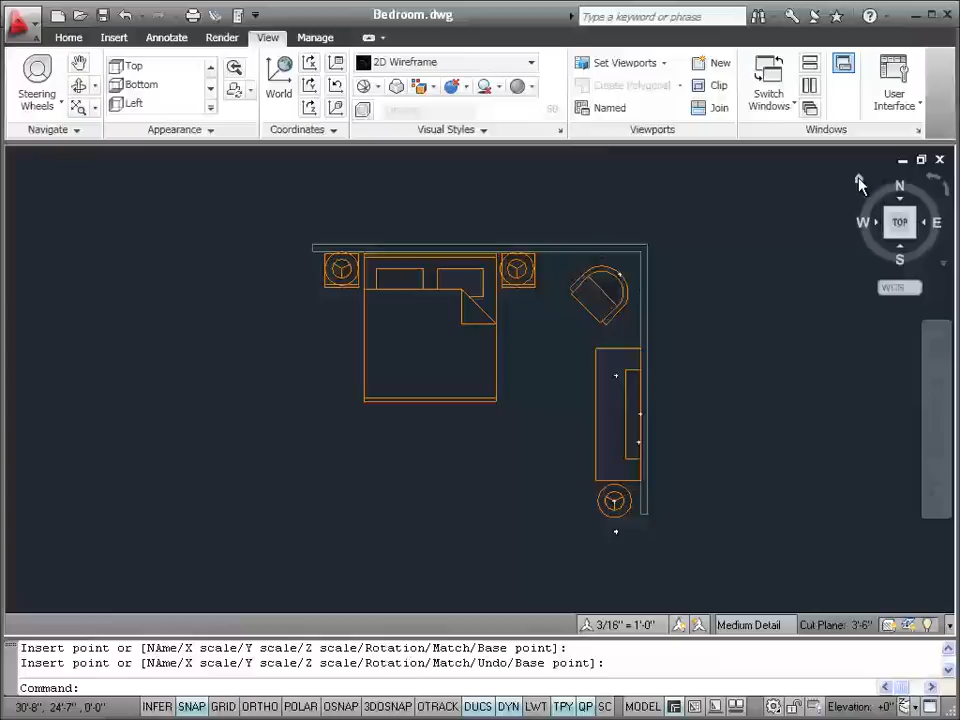 Bedroom.dwg
Type a keyword or phrase
Home Insert Annotate Render View Manage
Steering Wheels
Navigate
Top
Bottom
Left
Appearance
World
Coordinates
2D Wireframe
50
Visual Styles
Set Viewports
Create Polygonal
Named
New
Clip
Join
Viewports
Switch Windows
Windows
User Interface
N
W TOP E
S
WCS
3/16" = 1'-0" Medium Detail Cut Plane: 3'-6"
Insert point or [NAme/X scale/Y scale/Z scale/Rotation/Match/Base point]:
Insert point or [NAme/X scale/Y scale/Z scale/Rotation/Match/Undo/Base point]:
Command:
30'-8", 24'-7", 0'-0" INFER SNAP GRID ORTHO POLAR OSNAP 3DOSNAP OTRACK DUCS DYN LWT TPY QP SC MODEL Elevation: +0"